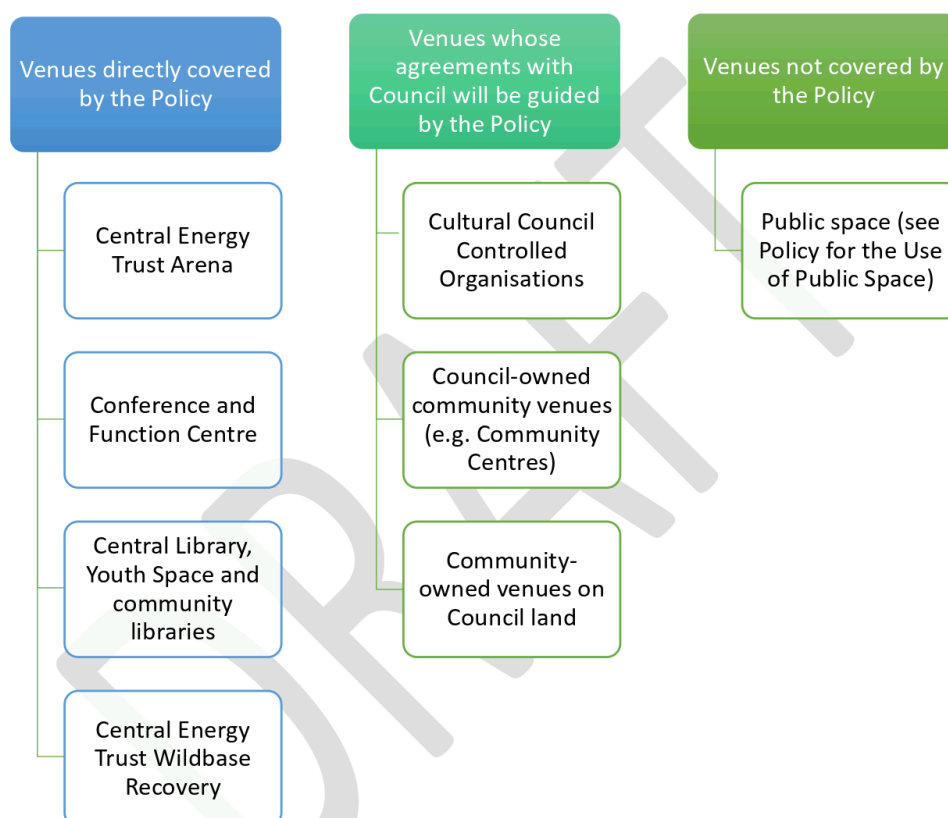 Venues directly covered
by the Policy
Central Energy
Trust Arena
Conference and
Function Centre
Central Library,
Youth Space and
community
libraries
Central Energy
Trust Wildbase
Recovery
Venues whose
agreements with
Council will be guided
by the Policy
Cultural Council
Controlled
Organisations
Council-owned
community venues
(e.g. Community
Centres)
Community-
owned venues on
Council land
Venues not covered by
the Policy
Public space (see
Policy for the Use
of Public Space)
DRAFT